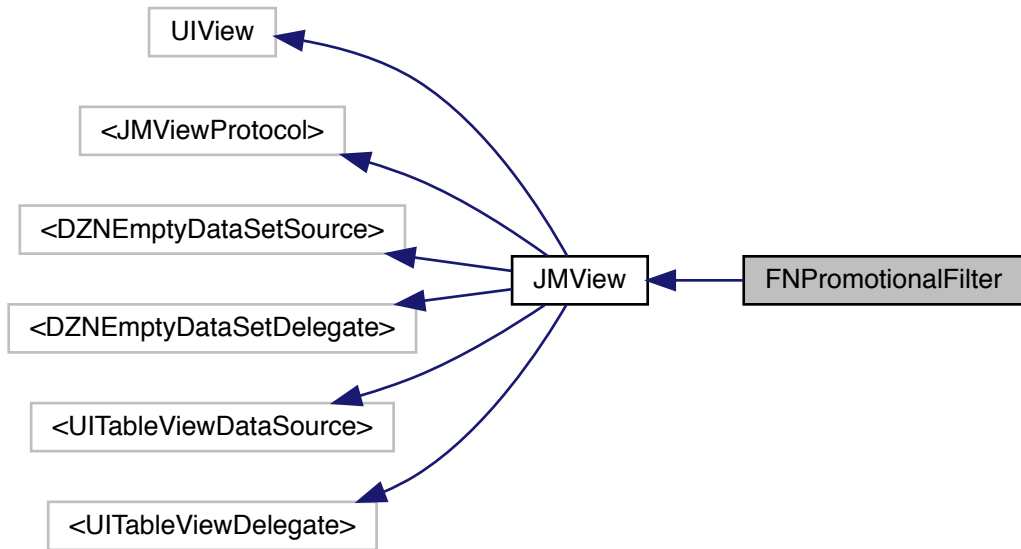 UIView
<JMViewProtocol>
<DZNEmptyDataSetSource>
<DZNEmptyDataSetDelegate>
<UITableViewDataSource>
<UITableViewDelegate>
JMView
FNPromotionalFilter